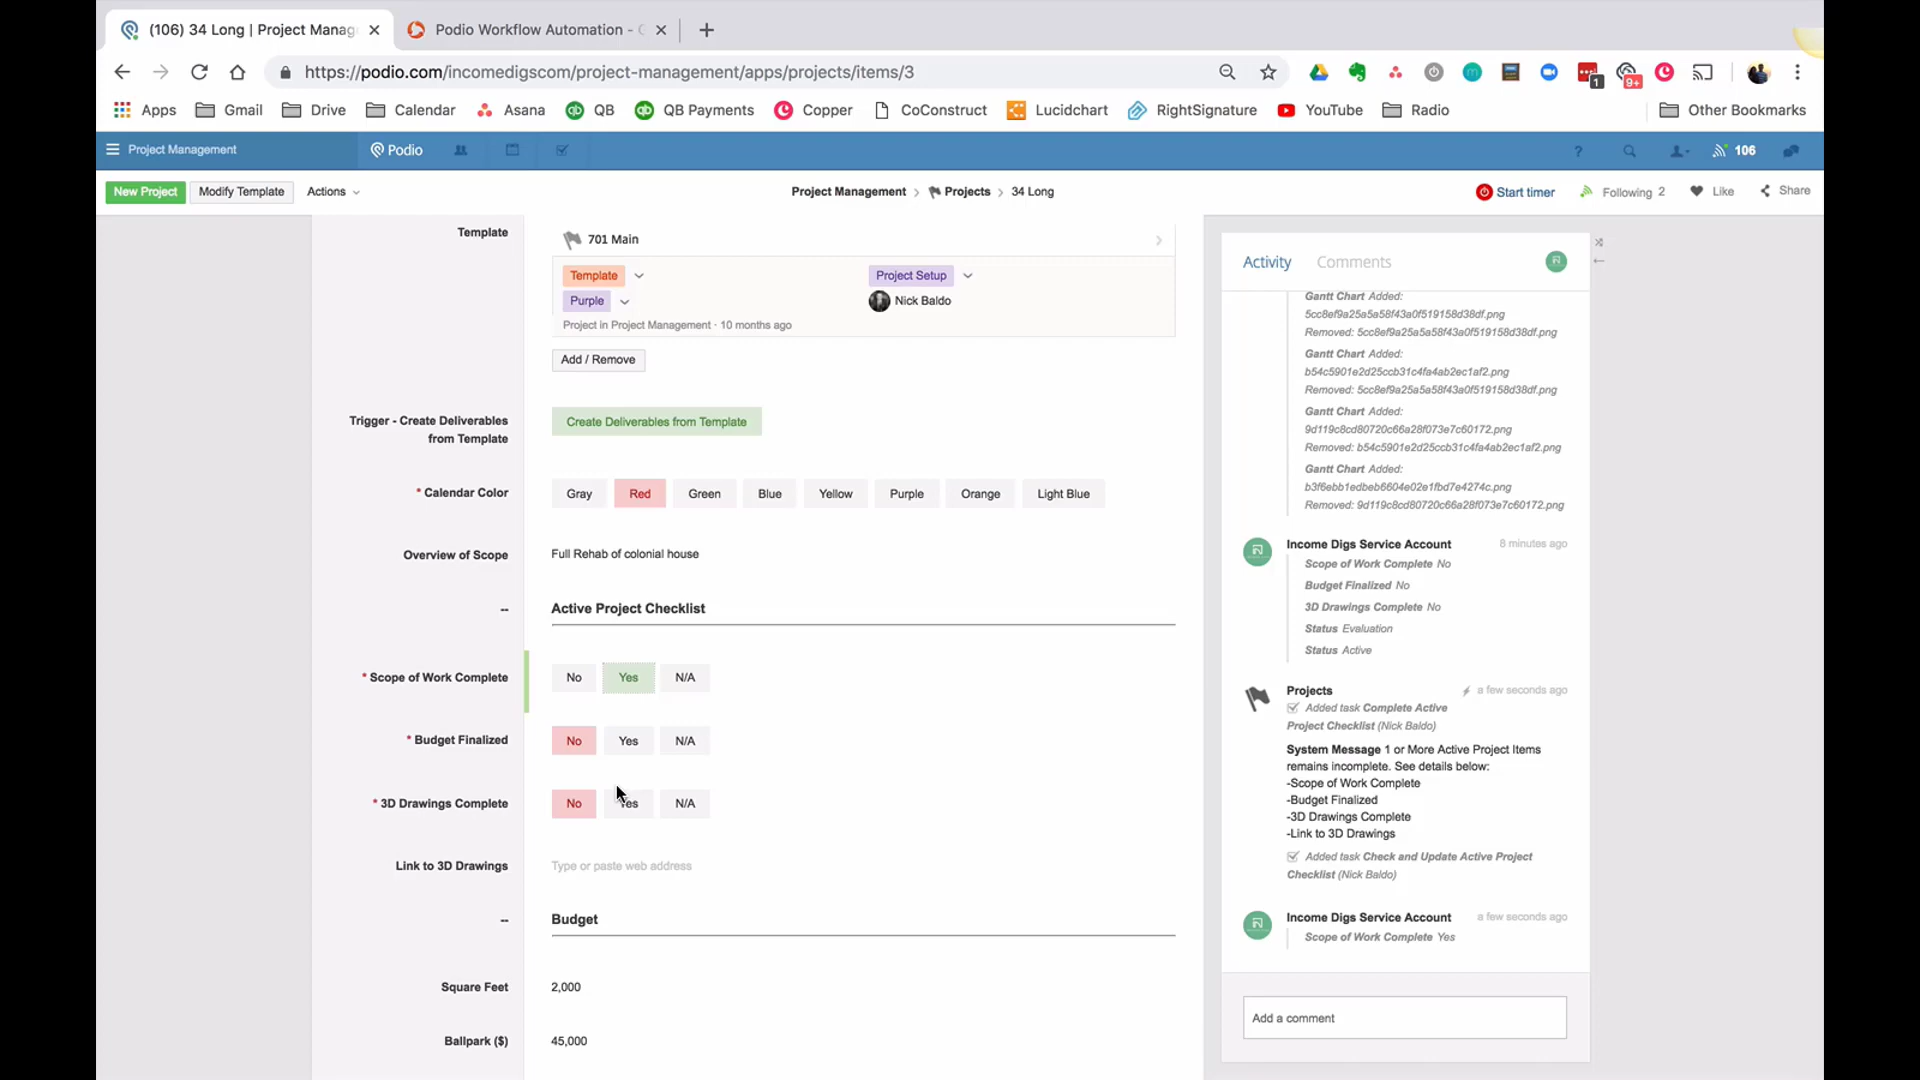 (106) 34 Long | Project Manag
Podio Workflow Automation - G
https://podio.com/incomedigscom/project-management/apps/projects/items/3
1
9+
Apps
Gmail
Drive
Calendar
Asana
QB
QB Payments
Copper
CoConstruct
Lucidchart
RightSignature
YouTube
Radio
Other Bookmarks
Project Management
Podio
?
106
New Project
Modify Template
Actions
Project Management > Projects > 34 Long
Start timer
Following 2
Like
Share
Template
701 Main
Template
Project Setup
Purple
Nick Baldo
Project in Project Management · 10 months ago
Add / Remove
Trigger - Create Deliverables
from Template
Create Deliverables from Template
* Calendar Color
Gray
Red
Green
Blue
Yellow
Purple
Orange
Light Blue
Overview of Scope
Full Rehab of colonial house
--
Active Project Checklist
* Scope of Work Complete
No
Yes
N/A
* Budget Finalized
No
Yes
N/A
* 3D Drawings Complete
No
Yes
N/A
Link to 3D Drawings
Type or paste web address
--
Budget
Square Feet
2,000
Ballpark ($)
45,000
Activity
Comments
Gantt Chart Added:
5cc8ef9a25a5a58f43a0f519158d38df.png
Removed: 5cc8ef9a25a5a58f43a0f519158d38df.png
Gantt Chart Added:
b54c5901e2d25ccb31c4fa4ab2ec1af2.png
Removed: 5cc8ef9a25a5a58f43a0f519158d38df.png
Gantt Chart Added:
9d119c8cd80720c66a28f073e7c60172.png
Removed: b54c5901e2d25ccb31c4fa4ab2ec1af2.png
Gantt Chart Added:
b3f6ebb1edbeb6604e02e1fbd7e4274c.png
Removed: 9d119c8cd80720c66a28f073e7c60172.png
Income Digs Service Account
8 minutes ago
Scope of Work Complete No
Budget Finalized No
3D Drawings Complete No
Status Evaluation
Status Active
Projects
a few seconds ago
Added task Complete Active
Project Checklist (Nick Baldo)
System Message 1 or More Active Project Items
remains incomplete. See details below:
-Scope of Work Complete
-Budget Finalized
-3D Drawings Complete
-Link to 3D Drawings
Added task Check and Update Active Project
Checklist (Nick Baldo)
Income Digs Service Account
a few seconds ago
Scope of Work Complete Yes
Add a comment